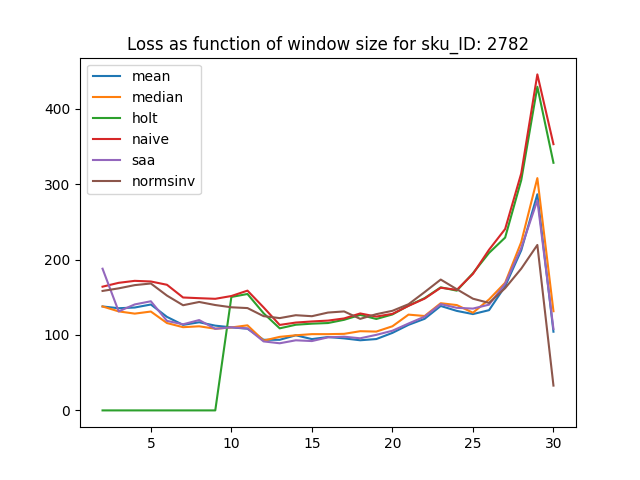 Loss as function of window size for sku_ID: 2782
mean
median
holt
naive
saa
normsinv
400
300
200
100
0
5 10 15 20 25 30